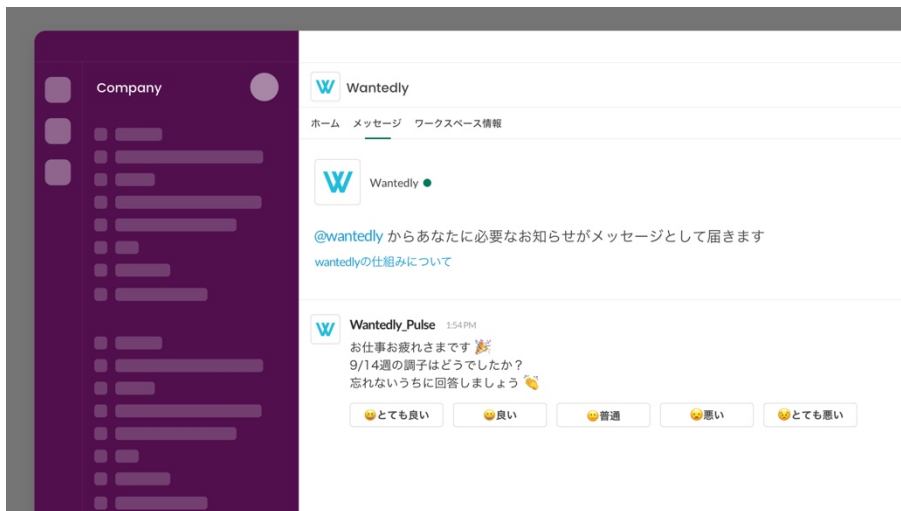 Company
Wantedly
ホーム メッセージ ワークスペース情報
Wantedly
@wantedly からあなたに必要なお知らせがメッセージとして届きます
wantedlyの仕組みについて
Wantedly_Pulse 1:54 PM
お仕事お疲れさまです 🎉
9/14週の調子はどうでしたか？
忘れないうちに回答しましょう 👏
😀とても良い 😀良い 😐普通 😣悪い 😣とても悪い